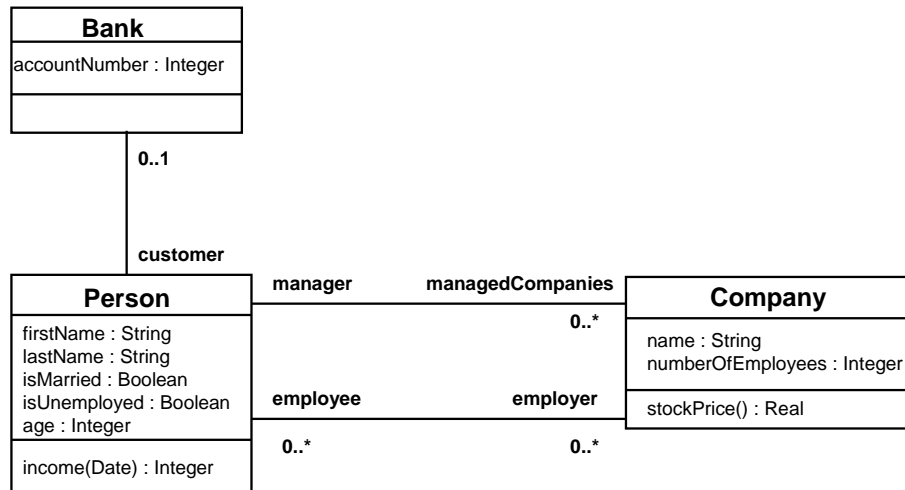 Bank
accountNumber : Integer
0..1
customer
Person
firstName : String
lastName : String
isMarried : Boolean
isUnemployed : Boolean
age : Integer
income(Date) : Integer
manager
managedCompanies
0..*
employee
employer
0..*
0..*
Company
name : String
numberOfEmployees : Integer
stockPrice() : Real